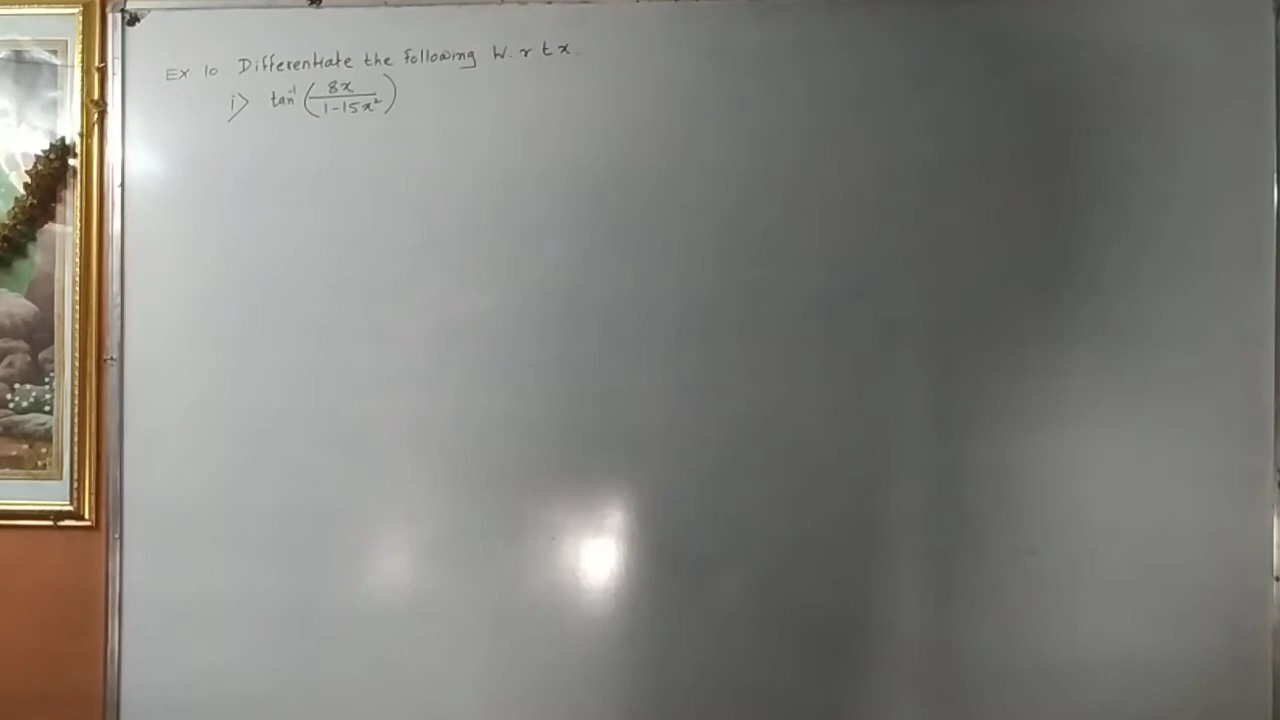 Ex 10 Differentiate the following w.r t x.
i) tan⁻¹ (8x / 1-15x²)